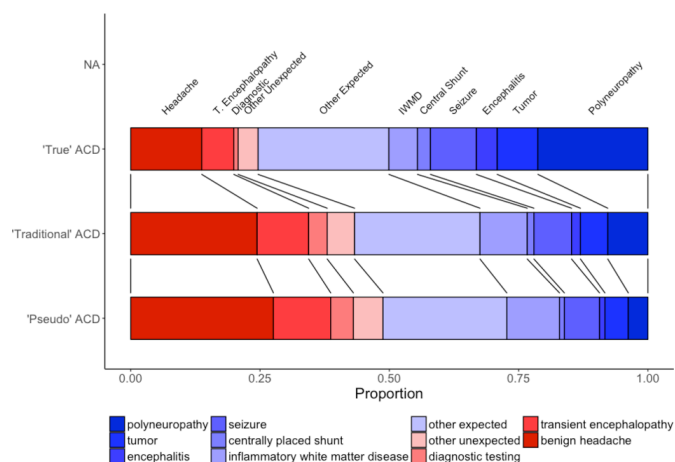 NA
Headache
T. Encephalopathy
Diagnostic
Other Unexpected
Other Expected
IWMD
Central Shunt
Seizure
Encephalitis
Tumor
Polyneuropathy
'True' ACD
'Traditional' ACD
'Pseudo' ACD
0.00 0.25 0.50 0.75 1.00
Proportion
polyneuropathy seizure other expected transient encephalopathy
tumor centrally placed shunt other unexpected benign headache
encephalitis inflammatory white matter disease diagnostic testing